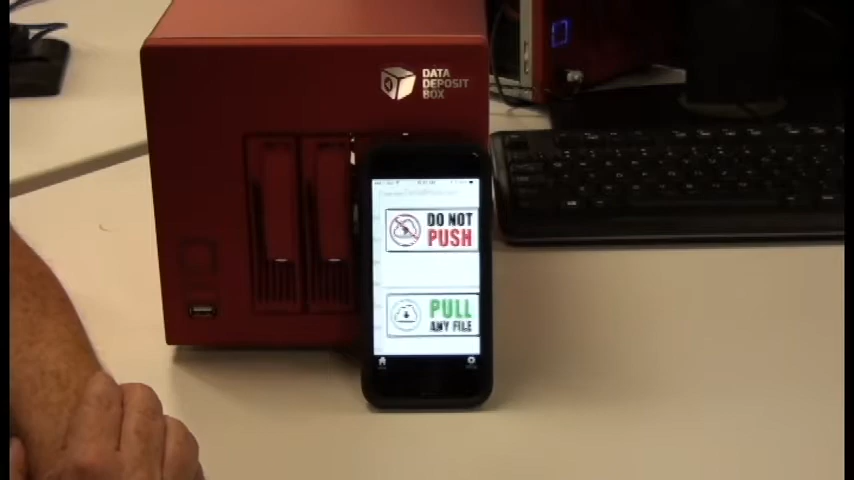 DATA
DEPOSIT
BOX
DO NOT
PUSH
PULL
ANY FILE